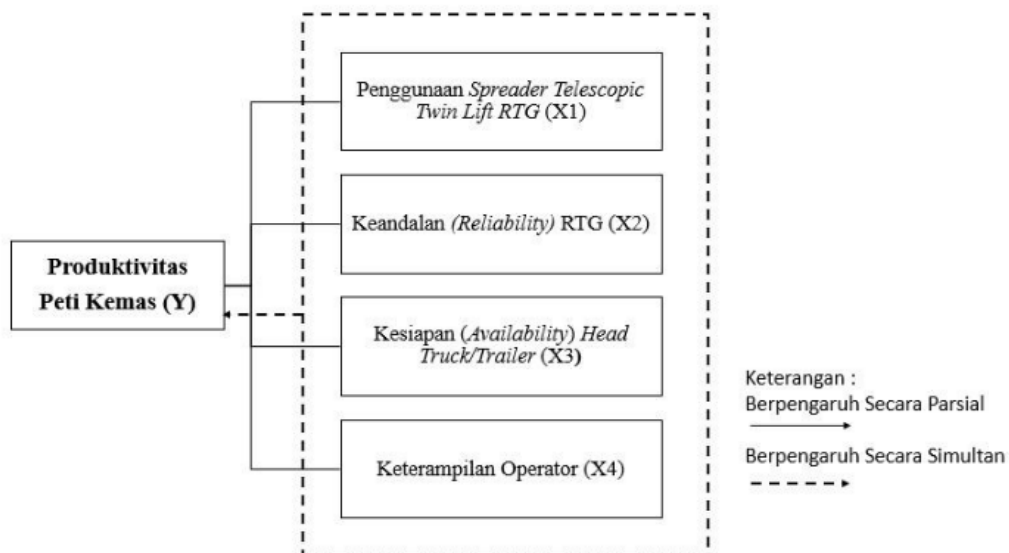 Penggunaan Spreader Telescopic
Twin Lift RTG (X1)
Keandalan (Reliability) RTG (X2)
Produktivitas
Peti Kemas (Y)
Kesiapan (Availability) Head
Truck/Trailer (X3)
Keterampilan Operator (X4)
Keterangan :
Berpengaruh Secara Parsial
Berpengaruh Secara Simultan